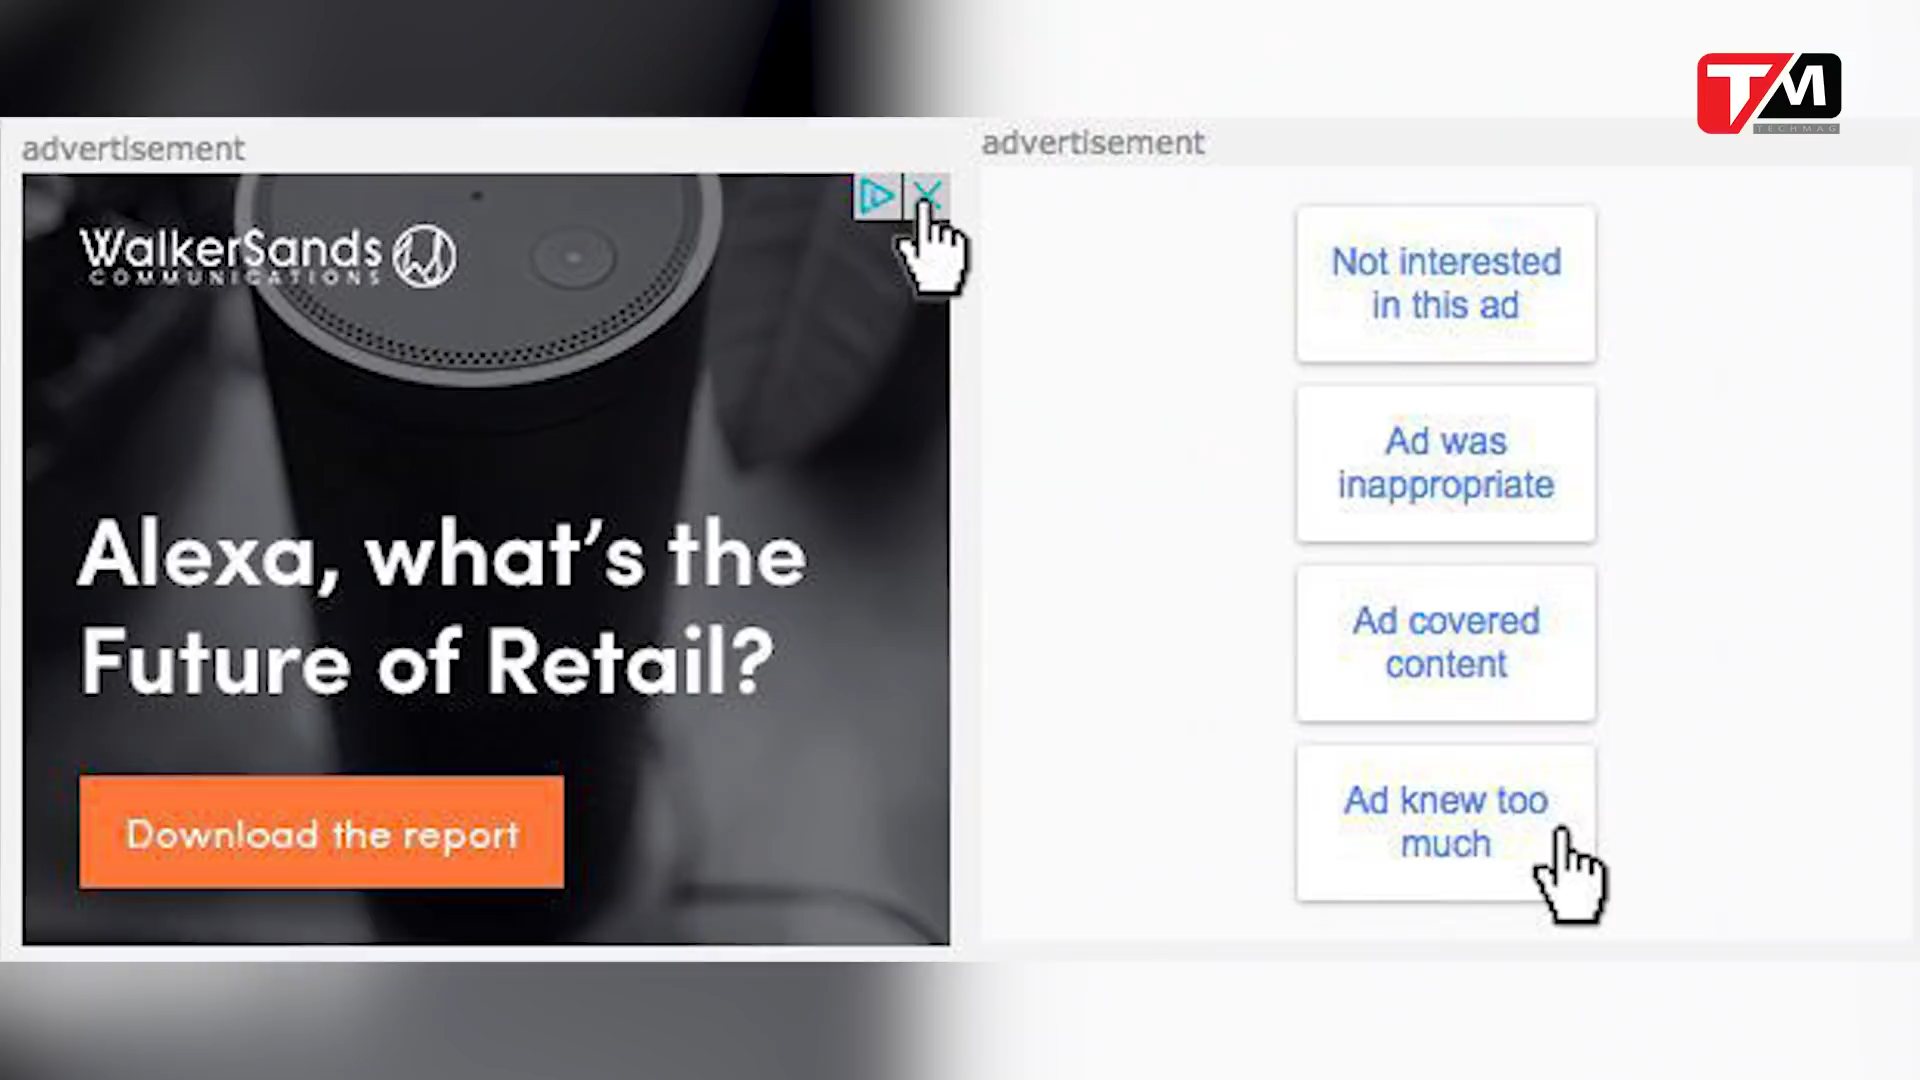 TM
TECHMAG
advertisement
WalkerSands
COMMUNICATIONS
Alexa, what's the
Future of Retail?
Download the report
advertisement
Not interested
in this ad
Ad was
inappropriate
Ad covered
content
Ad knew too
much